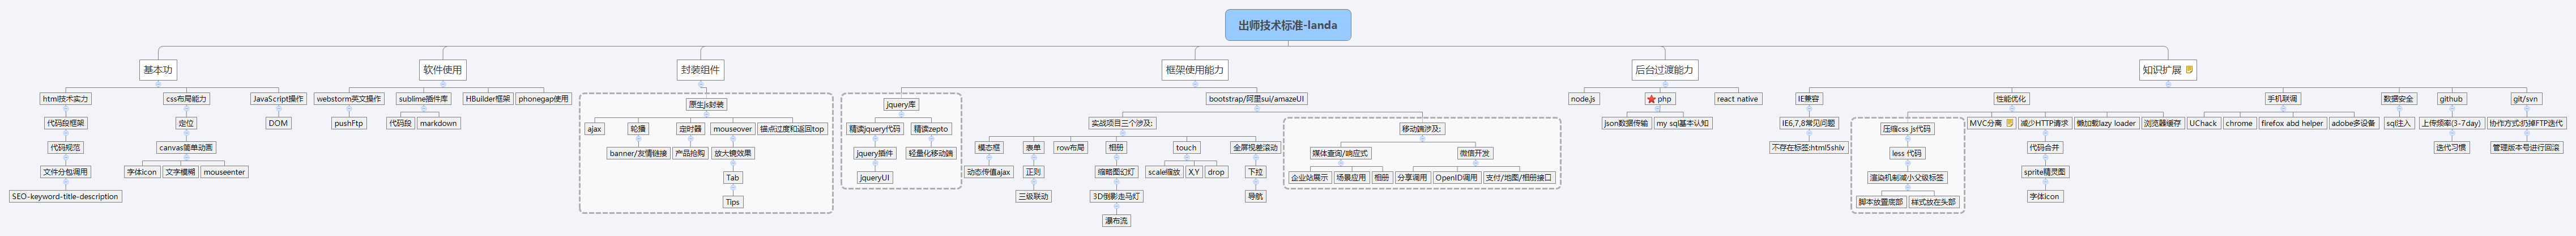 出师技术标准-landa
基本功
软件使用
封装组件
框架使用能力
后台过渡能力
知识扩展
html技术实力
css布局能力
JavaScript操作
代码段框架
定位
DOM
代码规范
canvas简单动画
文件分包调用
字体icon
文字模糊
mouseenter
SEO-keyword-title-description
webstorm英文操作
sublime插件库
HBuilder框架
phonegap使用
pushFtp
代码段
markdown
原生js封装
ajax
轮播
定时器
mouseover
锚点过度和返回top
banner/友情链接
产品抢购
放大镜效果
Tab
Tips
jquery库
精读jquery代码
精读zepto
jquery插件
轻量化移动端
jqueryUI
bootstrap/阿里sui/amazeUI
实战项目三个涉及:
移动端涉及:
模态框
表单
row布局
相册
touch
全屏视差滚动
动态传值ajax
正则
缩略图幻灯
scale缩放
X,Y
drop
下拉
三级联动
3D倒影走马灯
导航
瀑布流
媒体查询/响应式
微信开发
企业站展示
场景应用
相册
分享调用
OpenID调用
支付/地图/相册接口
node.js
php
react native
json数据传输
my sql基本认知
IE兼容
性能优化
手机联调
数据安全
github
git/svn
IE6,7,8常见问题
不存在标签:html5shiv
压缩css js代码
MVC分离
减少HTTP请求
懒加载lazy loader
浏览器缓存
less 代码
代码合并
渲染机制减小父级标签
sprite精灵图
脚本放置底部
样式放在头部
字体icon
UChack
chrome
firefox abd helper
adobe多设备
sql注入
上传频率(3-7day)
迭代习惯
协作方式:扔掉FTP迭代
管理版本号进行回滚